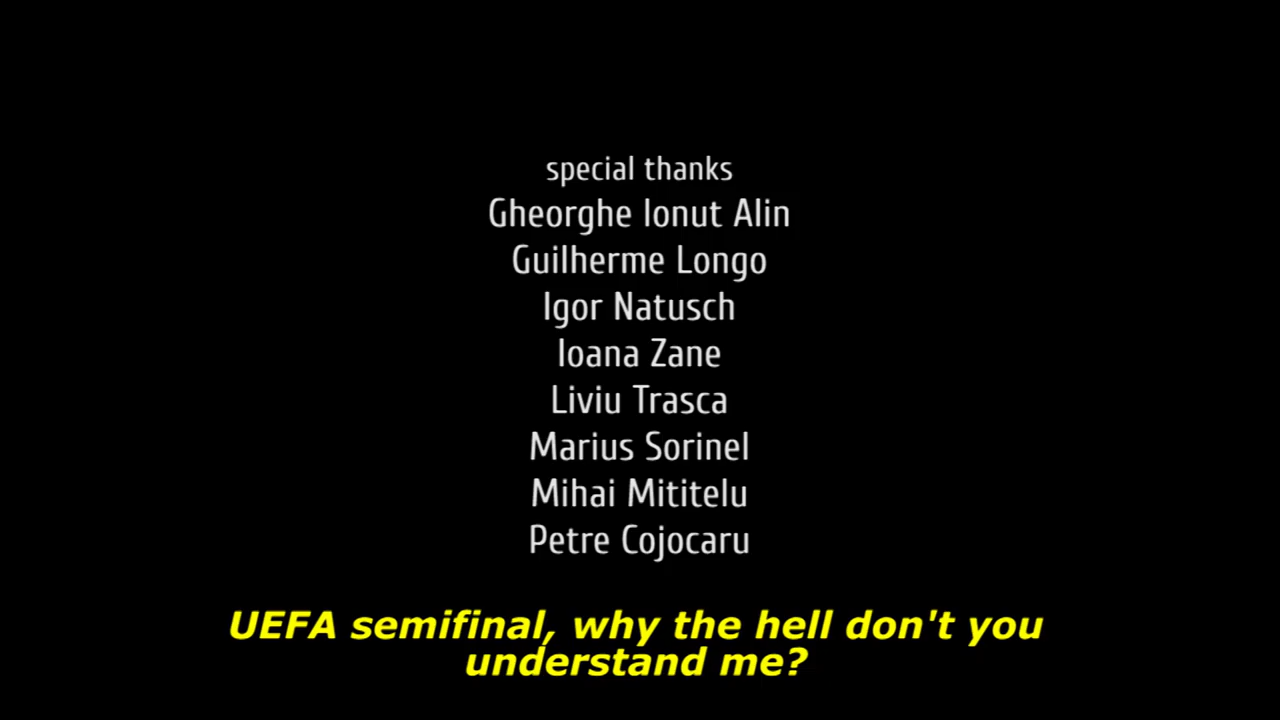 special thanks
Gheorghe Ionut Alin
Guilherme Longo
Igor Natusch
Ioana Zane
Liviu Trasca
Marius Sorinel
Mihai Mititelu
Petre Cojocaru
UEFA semifinal, why the hell don't you
understand me?